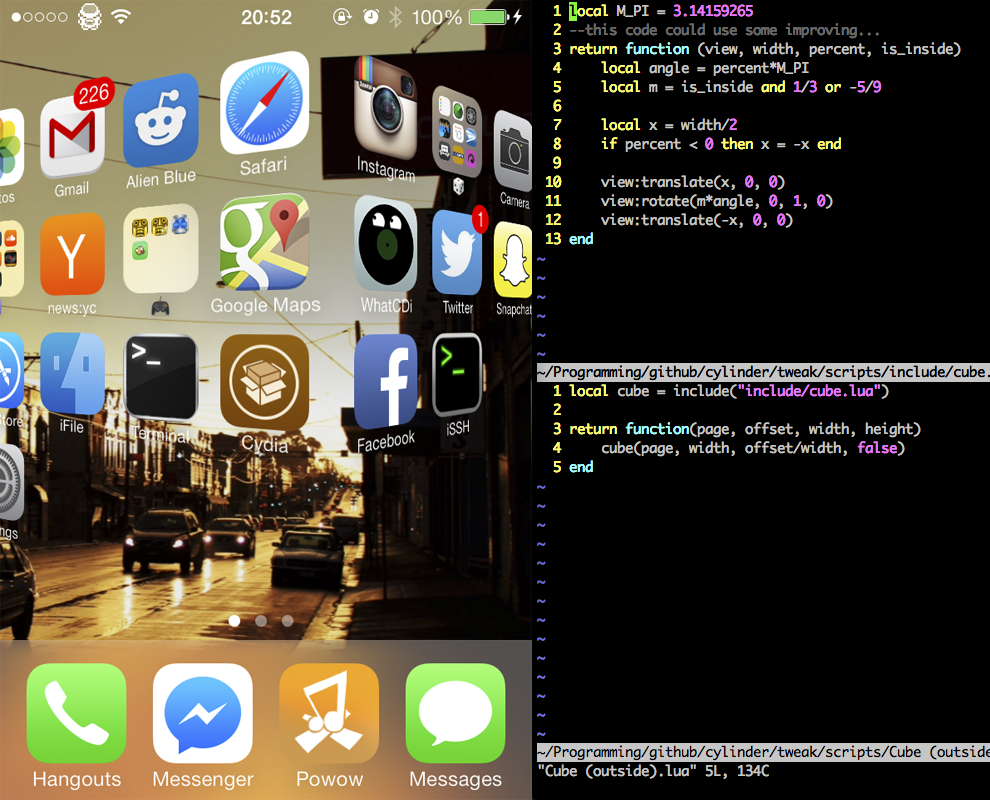 20:52
100%
226
Gmail
Alien Blue
Safari
Instagram
Camera
tos
Y
news:yc
Google Maps
WhatCDi
1
Twitter
Snapchat
Store
iFile
>_
Terminal
Cydia
f
Facebook
>_
iSSH
ngs
Hangouts
Messenger
Powow
Messages
1 local M_PI = 3.14159265
2 --this code could use some improving...
3 return function (view, width, percent, is_inside)
4     local angle = percent*M_PI
5     local m = is_inside and 1/3 or -5/9
6
7     local x = width/2
8     if percent < 0 then x = -x end
9
10     view:translate(x, 0, 0)
11     view:rotate(m*angle, 0, 1, 0)
12     view:translate(-x, 0, 0)
13 end
~
~
~
~
~
~
~/Programming/github/cylinder/tweak/scripts/include/cube.
1 local cube = include("include/cube.lua")
2
3 return function(page, offset, width, height)
4     cube(page, width, offset/width, false)
5 end
~
~
~
~
~
~
~
~
~
~
~
~
~
~
~/Programming/github/cylinder/tweak/scripts/Cube (outside
"Cube (outside).lua" 5L, 134C